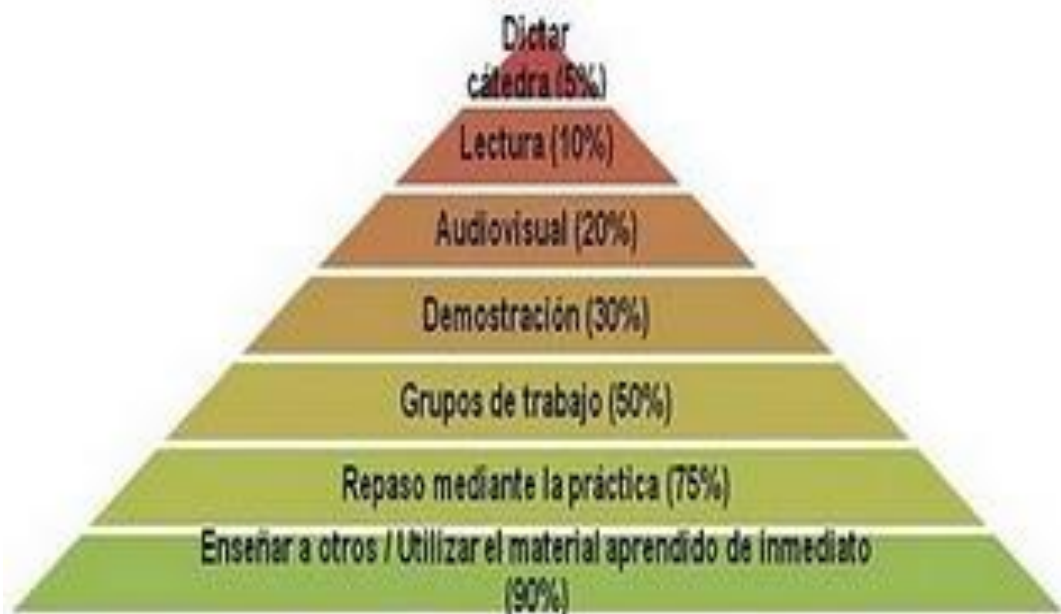 Dictar
cátedra (5%)
Lectura (10%)
Audiovisual (20%)
Demostración (30%)
Grupos de trabajo (50%)
Repaso mediante la práctica (75%)
Enseñar a otros / Utilizar el material aprendido de inmediato
(90%)